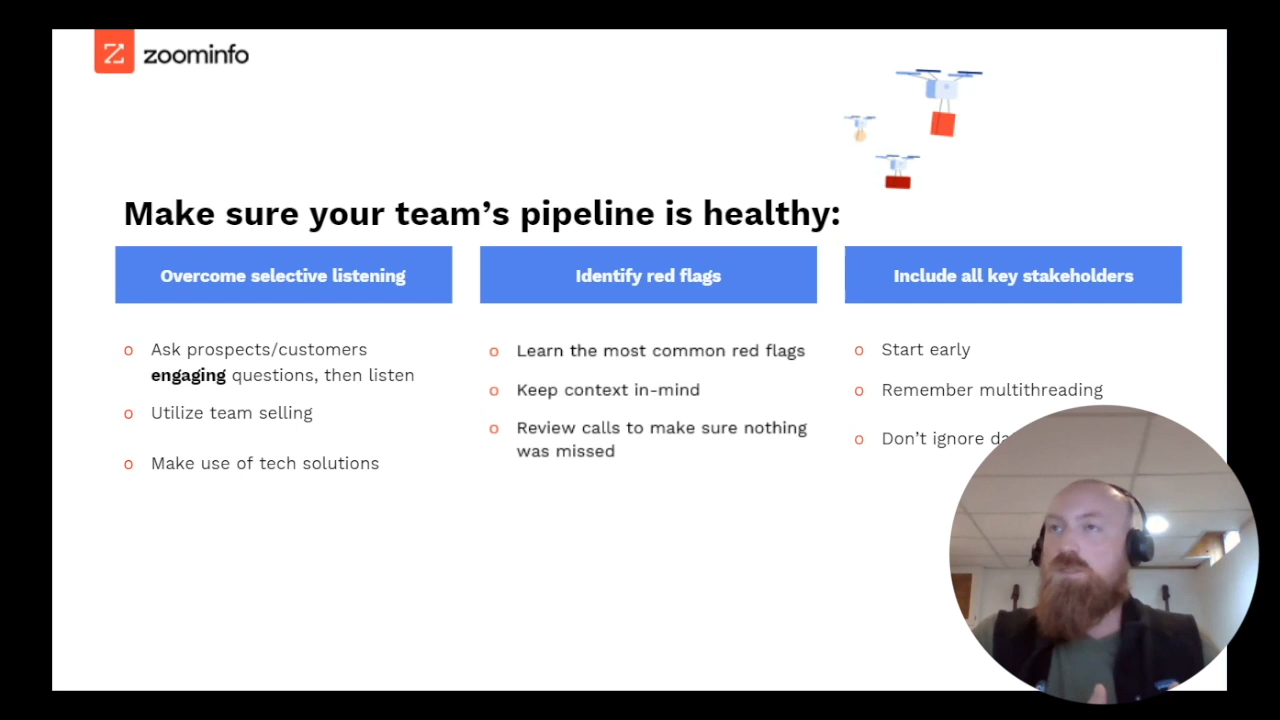 zoominfo
Make sure your team’s pipeline is healthy:
Overcome selective listening
o Ask prospects/customers
engaging questions, then listen
o Utilize team selling
o Make use of tech solutions
Identify red flags
o Learn the most common red flags
o Keep context in-mind
o Review calls to make sure nothing
was missed
Include all key stakeholders
o Start early
o Remember multithreading
o Don’t ignore